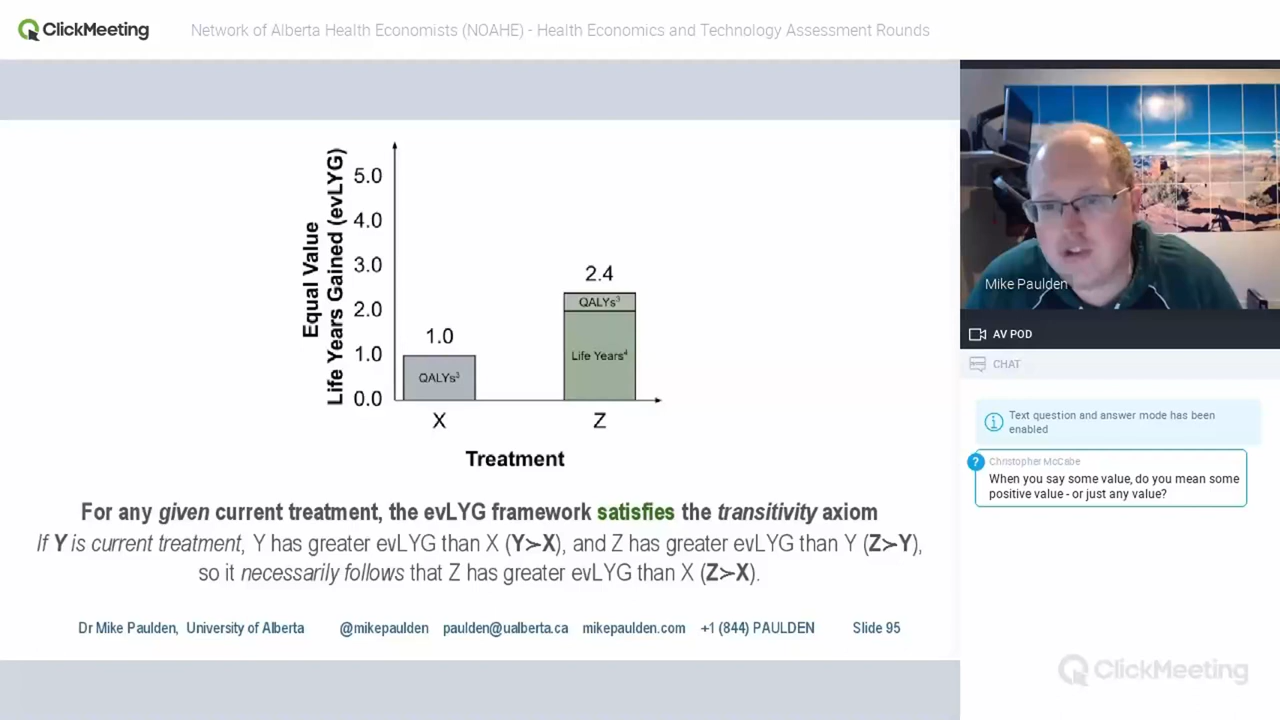 ClickMeeting
Network of Alberta Health Economists (NOAHE) - Health Economics and Technology Assessment Rounds
Equal Value
Life Years Gained (evLYG)
5.0
4.0
3.0
2.0
1.0
0.0
1.0
QALYs³
X
2.4
QALYs³
Life Years⁴
Z
Treatment
For any given current treatment, the evLYG framework satisfies the transitivity axiom
If Y is current treatment, Y has greater evLYG than X (Y≻X), and Z has greater evLYG than Y (Z≻Y),
so it necessarily follows that Z has greater evLYG than X (Z≻X).
Dr Mike Paulden, University of Alberta @mikepaulden paulden@ualberta.ca mikepaulden.com +1 (844) PAULDEN Slide 95
Mike Paulden
AV POD
CHAT
Text question and answer mode has been
enabled
?
Christopher McCabe
When you say some value, do you mean some
positive value - or just any value?
ClickMeeting